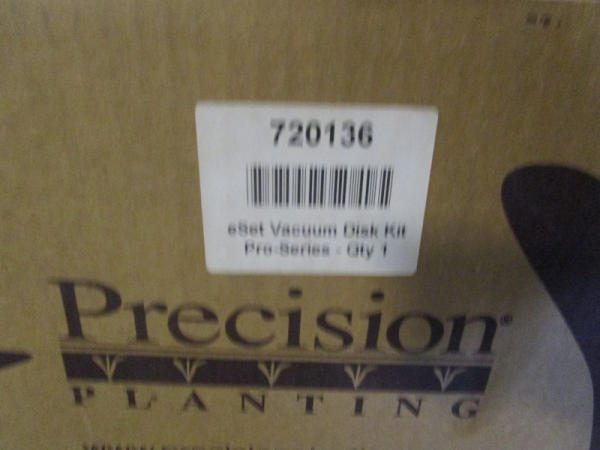 720136
eSet Vacuum Disk Kit
Pro-Series - Qty 1
Precision®
PLANTING